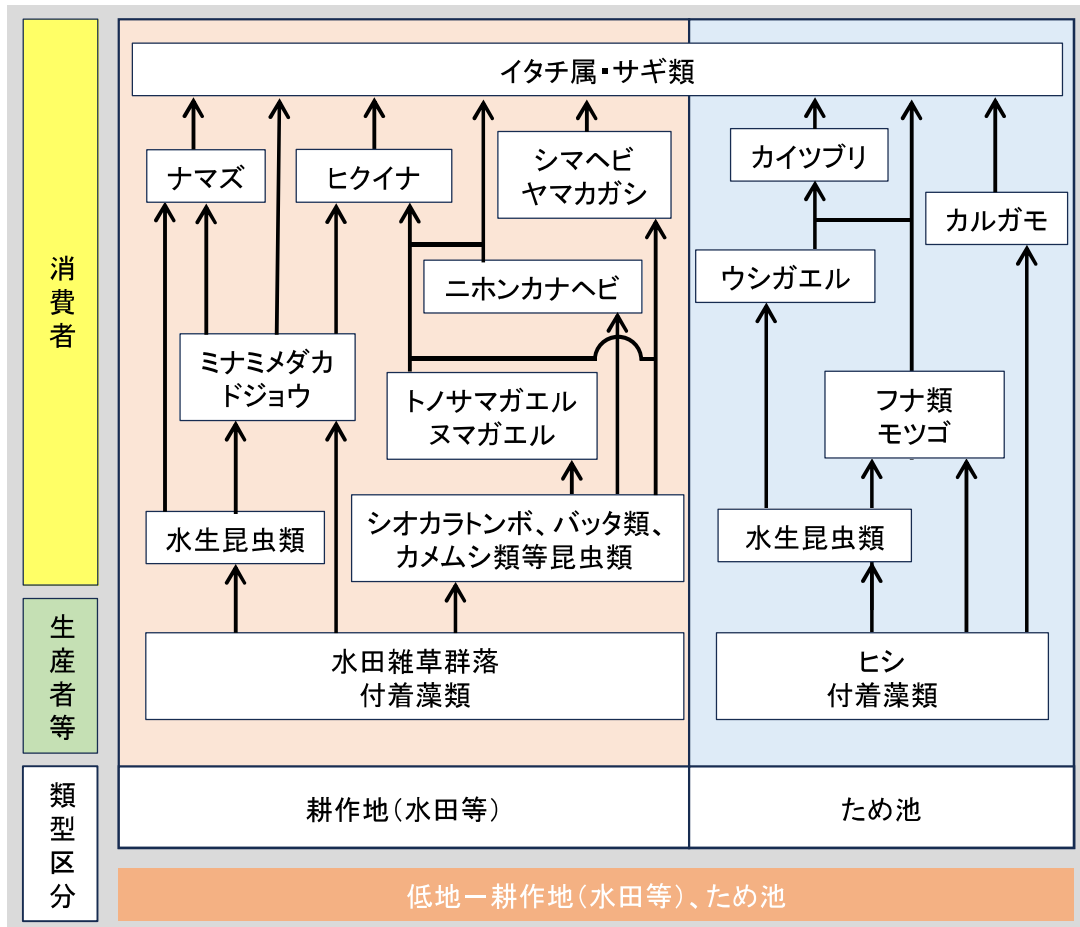 消費者
イタチ属・サギ類
ナマズ
ヒクイナ
シマヘビ
ヤマカガシ
カイツブリ
カルガモ
ニホンカナヘビ
ウシガエル
ミナミメダカ
ドジョウ
トノサマガエル
ヌマガエル
フナ類
モツゴ
水生昆虫類
シオカラトンボ、バッタ類、
カメムシ類等昆虫類
水生昆虫類
生産者等
水田雑草群落
付着藻類
ヒシ
付着藻類
類型区分
耕作地(水田等)
ため池
低地ー耕作地(水田等)、ため池